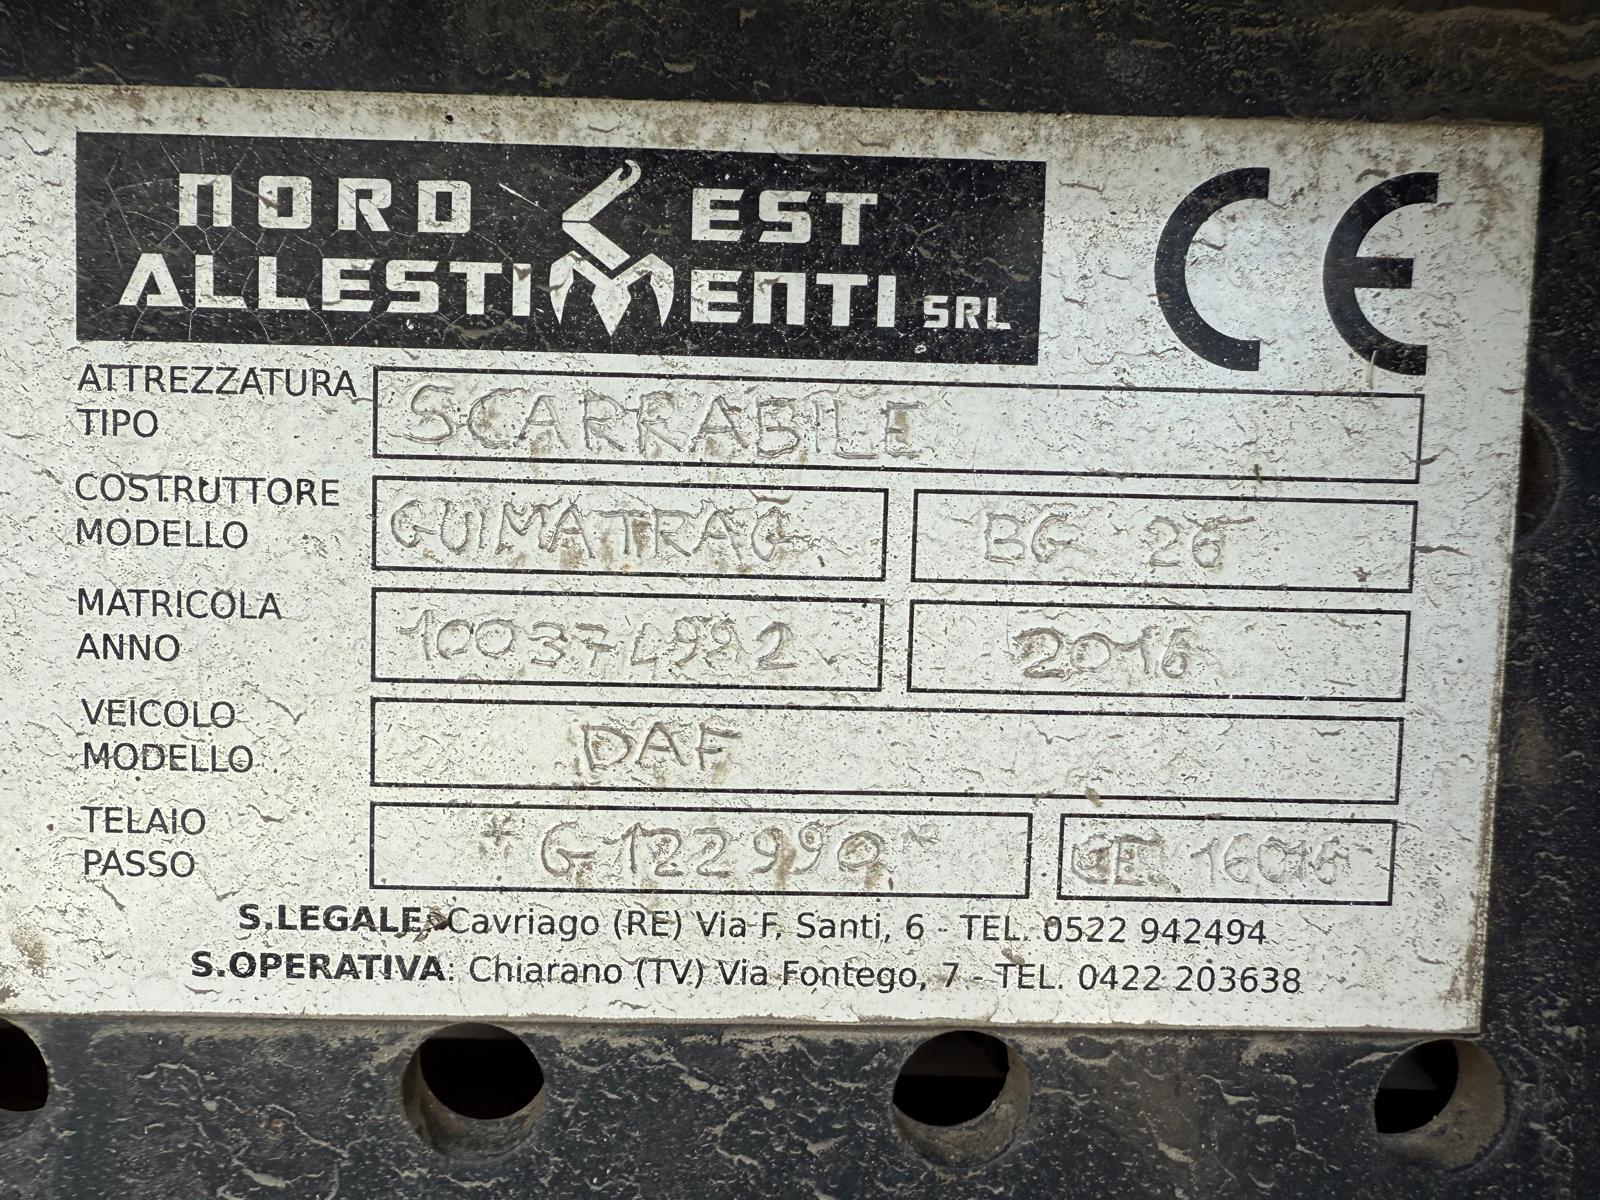 NORD EST
ALLESTIMENTI SRL
CE
ATTREZZATURA
TIPO
SCARRABILE
COSTRUTTORE
MODELLO
GUIMATRAG BG 26
MATRICOLA
ANNO
100374992 2016
VEICOLO
MODELLO
DAF
TELAIO
PASSO
*G122990*
S.LEGALE: Cavriago (RE) Via F. Santi, 6 - TEL. 0522 942494
S.OPERATIVA: Chiarano (TV) Via Fontego, 7 - TEL. 0422 203638